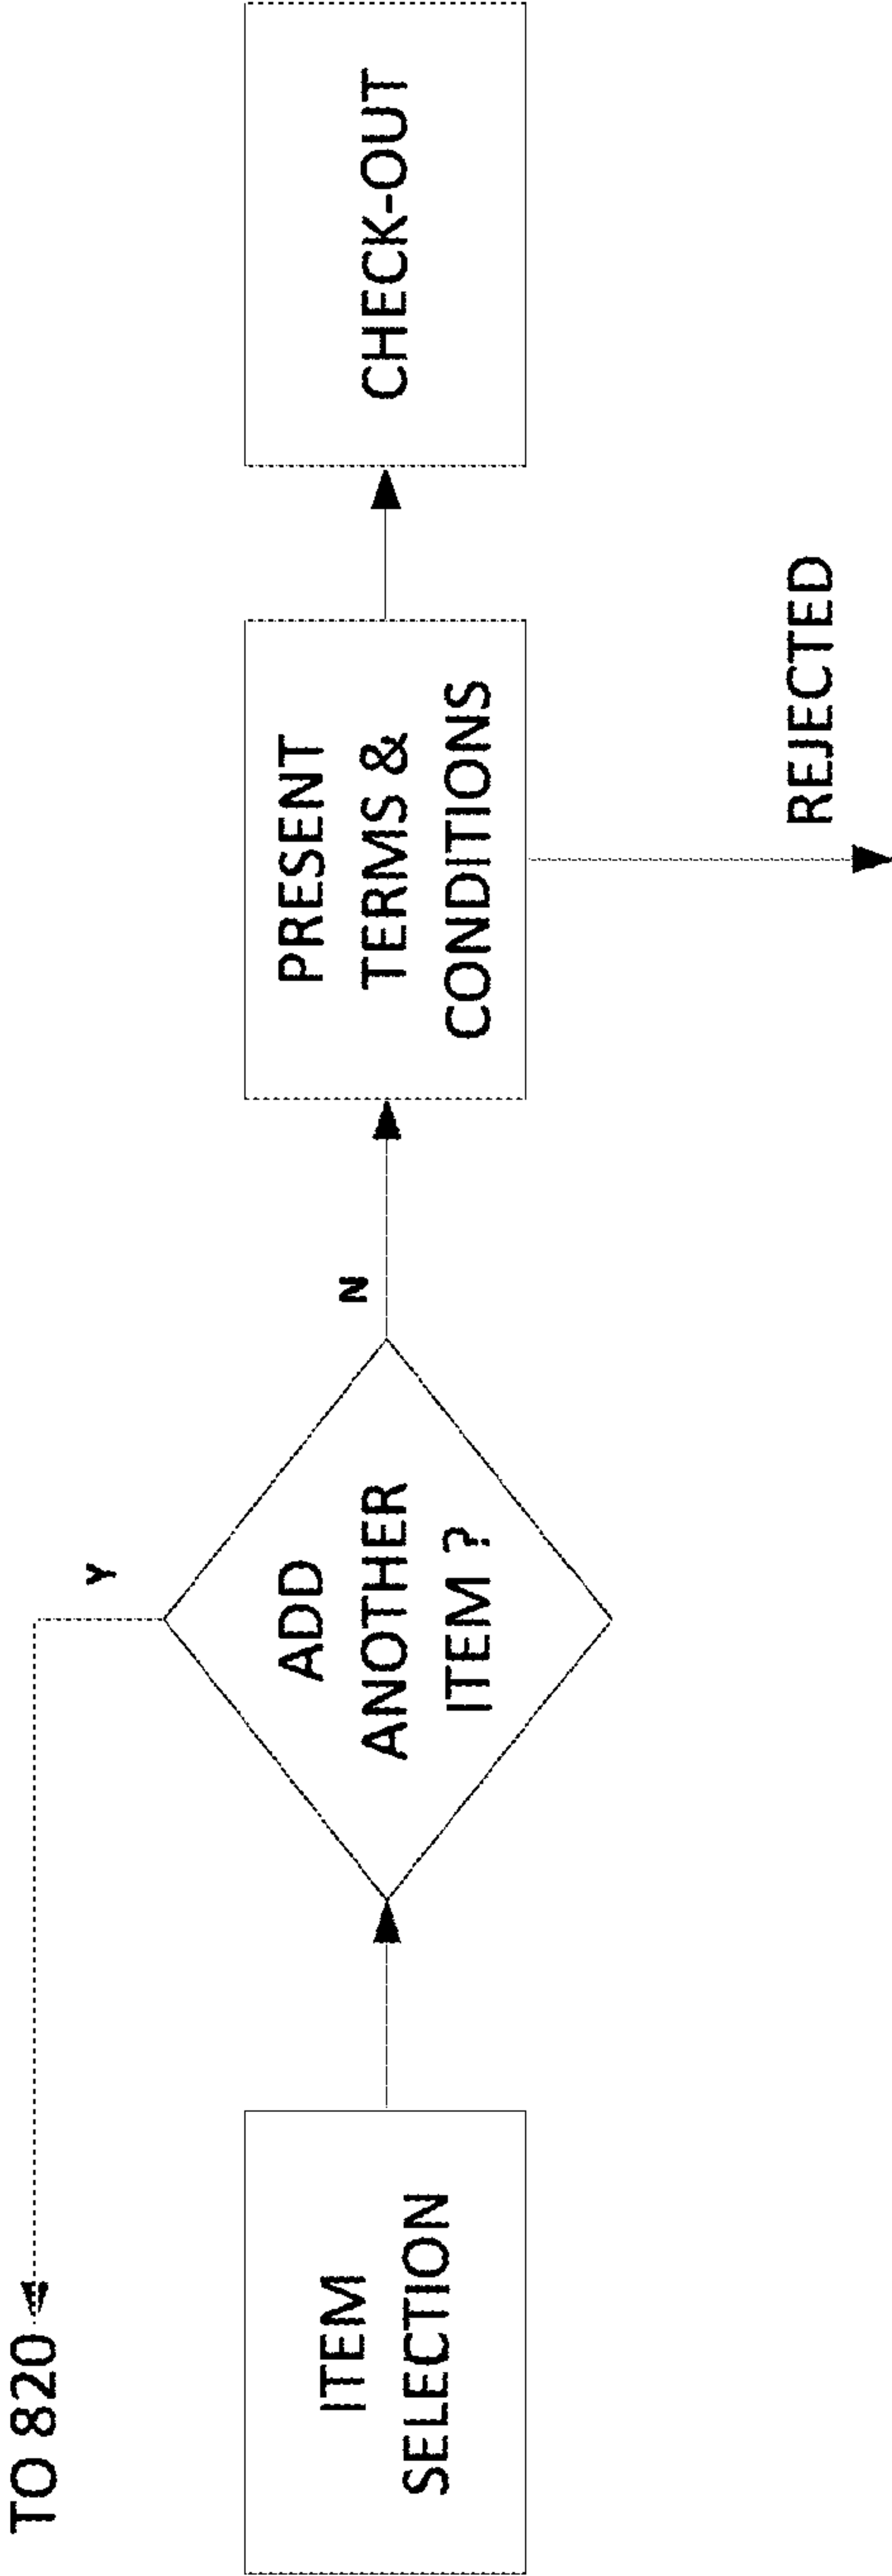 TO 820
Y
ITEM
SELECTION
ADD
ANOTHER
ITEM ?
N
PRESENT
TERMS &
CONDITIONS
CHECK-OUT
REJECTED